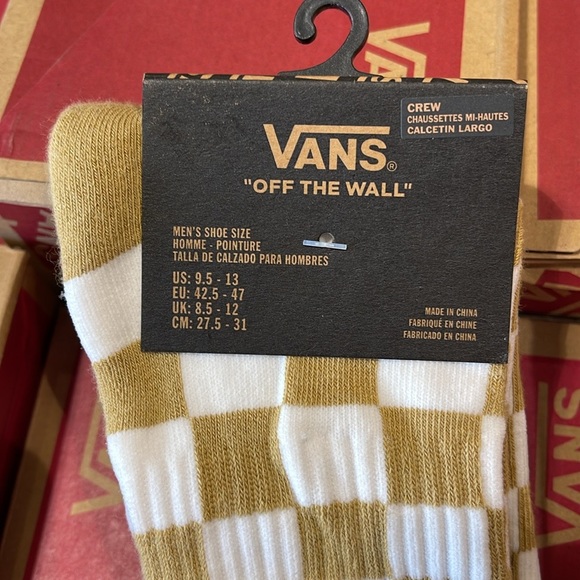 CREW
CHAUSSETTES MI-HAUTES
CALCETIN LARGO
VANS®
"OFF THE WALL"
MEN'S SHOE SIZE
HOMME - POINTURE
TALLA DE CALZADO PARA HOMBRES
US: 9.5 - 13
EU: 42.5 - 47
UK: 8.5 - 12
CM: 27.5 - 31
MADE IN CHINA
FABRIQUÉ EN CHINE
FABRICADO EN CHINA
VANS
VANS